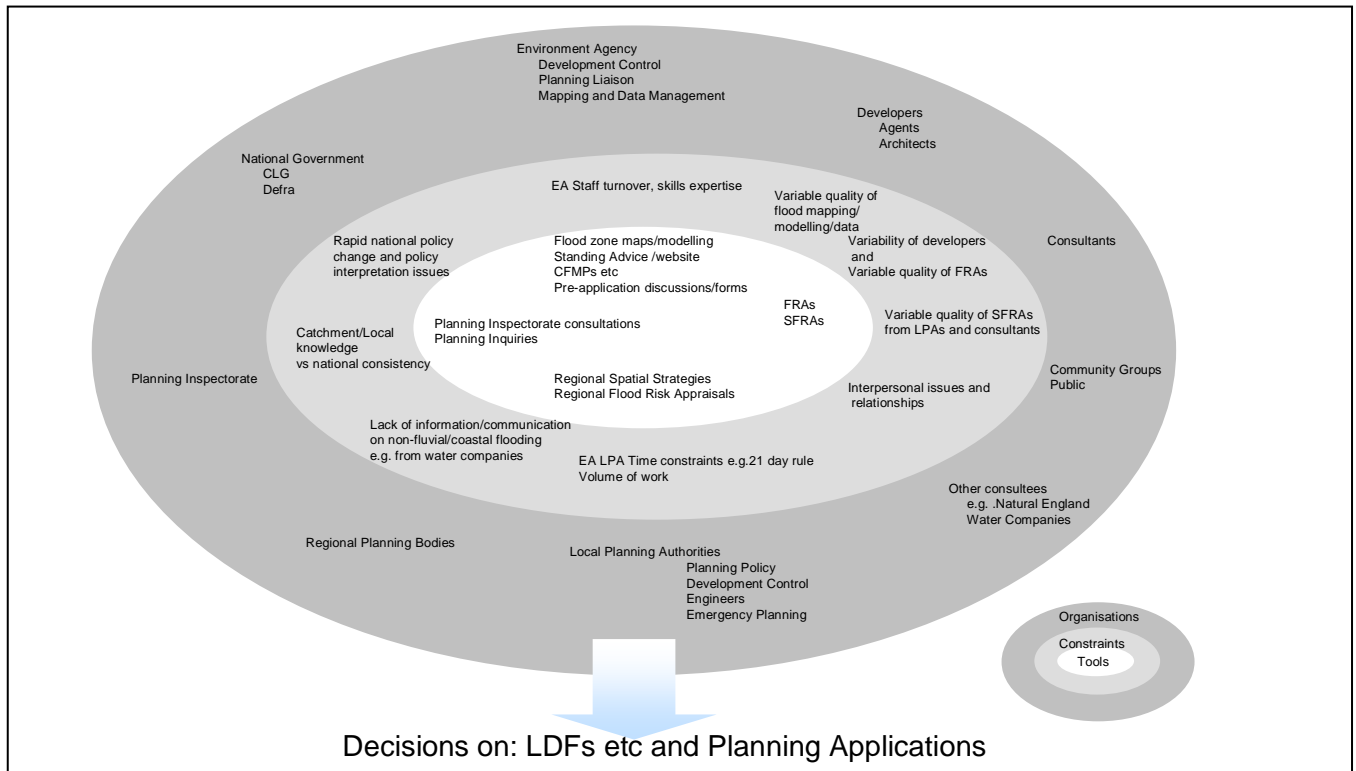 Environment Agency
Development Control
Planning Liaison
Mapping and Data Management
Developers
Agents
Architects
National Government
CLG
Defra
EA Staff turnover, skills expertise
Variable quality of
flood mapping/
modelling/data
Rapid national policy
change and policy
interpretation issues
Flood zone maps/modelling
Standing Advice /website
CFMPs etc
Pre-application discussions/forms
Variability of developers
and
Variable quality of FRAs
Consultants
FRAs
SFRAs
Variable quality of SFRAs
from LPAs and consultants
Planning Inspectorate consultations
Planning Inquiries
Catchment/Local
knowledge
vs national consistency
Planning Inspectorate
Regional Spatial Strategies
Regional Flood Risk Appraisals
Interpersonal issues and
relationships
Community Groups
Public
Lack of information/communication
on non-fluvial/coastal flooding
e.g. from water companies
EA LPA Time constraints e.g.21 day rule
Volume of work
Other consultees
e.g. .Natural England
Water Companies
Regional Planning Bodies
Local Planning Authorities
Planning Policy
Development Control
Engineers
Emergency Planning
Organisations
Constraints
Tools
Decisions on: LDFs etc and Planning Applications